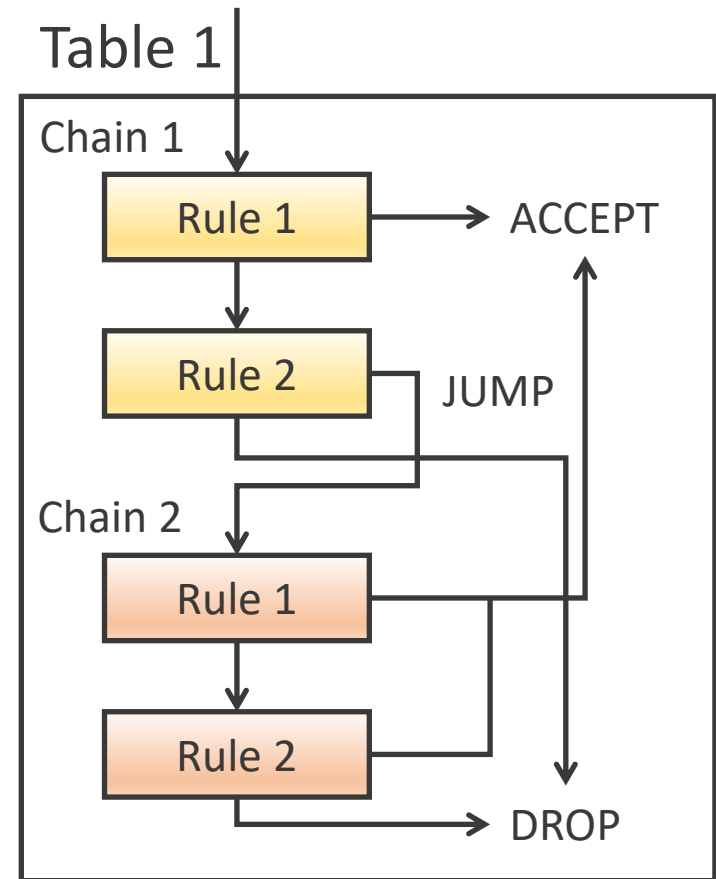 Table 1
Chain 1
Rule 1
ACCEPT
Rule 2
JUMP
Chain 2
Rule 1
Rule 2
DROP